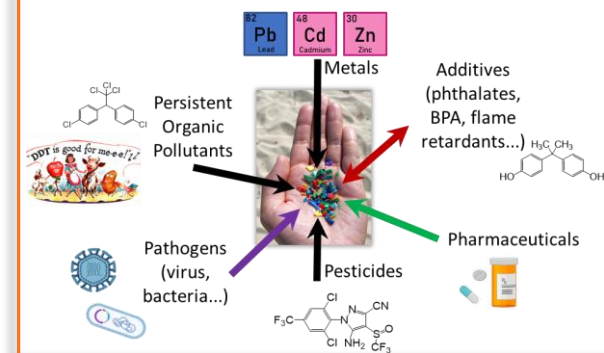 82
Pb
Lead
48
Cd
Cadmium
30
Zn
Zinc
Metals
Additives
(phthalates,
BPA, flame
retardants...)
H₃C CH₃
HO OH
Cl
Cl Cl
Cl Cl
Persistent
Organic
Pollutants
"DDT is good for me-e-e!"
Pathogens
(virus,
bacteria...)
Pharmaceuticals
Pesticides
Cl
F₃C
N
N
CN
Cl
NH₂
S=O
CF₃